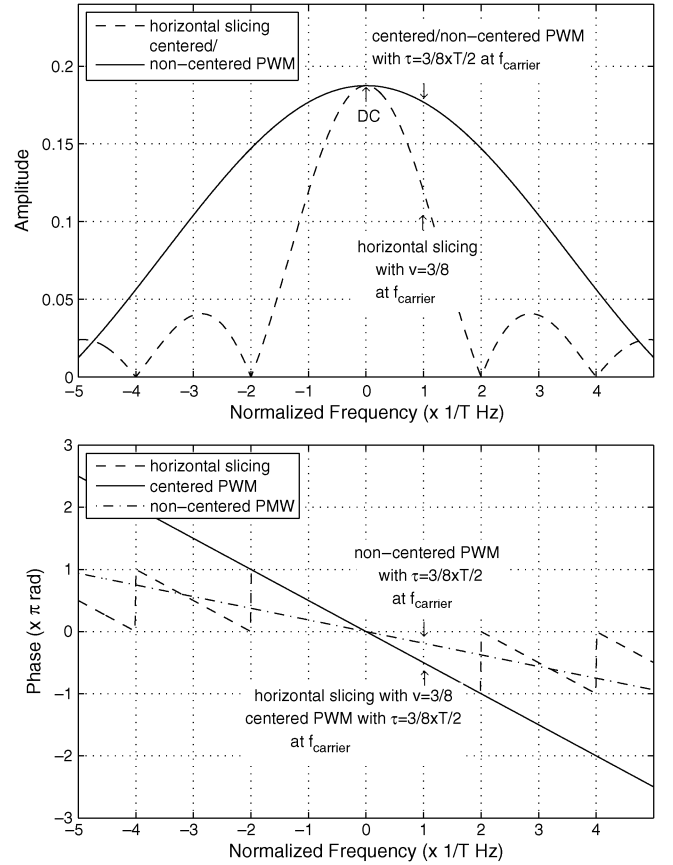 horizontal slicing
centered/
non−centered PWM
centered/non−centered PWM
with τ=3/8xT/2 at fcarrier
DC
horizontal slicing
with v=3/8
at fcarrier
Amplitude
0.2
0.15
0.1
0.05
0
−5 −4 −3 −2 −1 0 1 2 3 4 5
Normalized Frequency (x 1/T Hz)
horizontal slicing
centered PWM
non−centered PMW
non−centered PWM
with τ=3/8xT/2
at fcarrier
horizontal slicing with v=3/8
centered PWM with τ=3/8xT/2
at fcarrier
Phase (x π rad)
3
2
1
0
−1
−2
−3
−5 −4 −3 −2 −1 0 1 2 3 4 5
Normalized Frequency (x 1/T Hz)